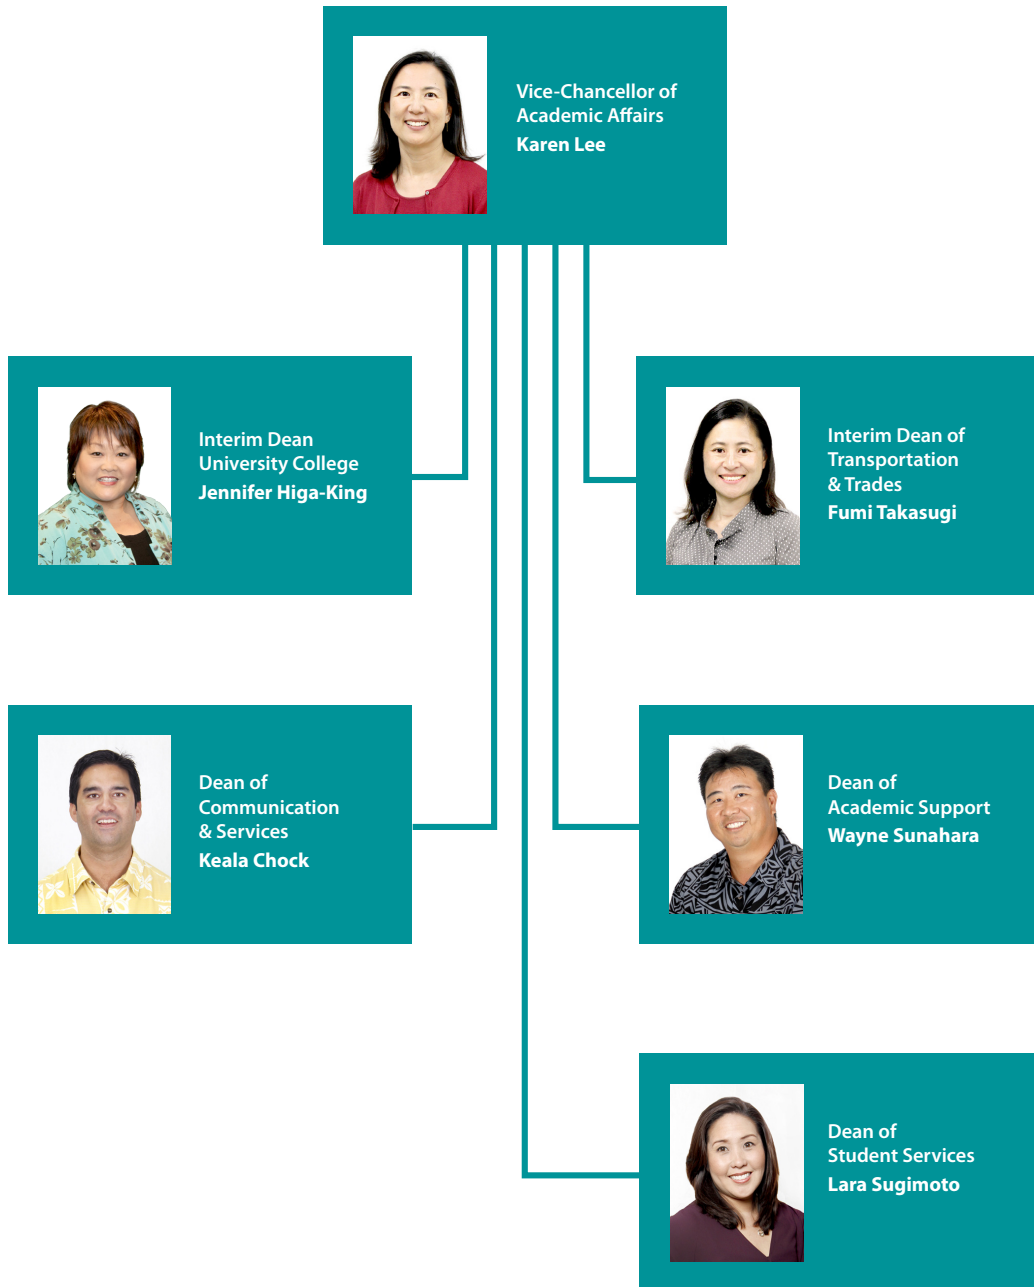 Vice-Chancellor of
Academic Affairs
Karen Lee
Interim Dean
University College
Jennifer Higa-King
Interim Dean of
Transportation
& Trades
Fumi Takasugi
Dean of
Communication
& Services
Keala Chock
Dean of
Academic Support
Wayne Sunahara
Dean of
Student Services
Lara Sugimoto